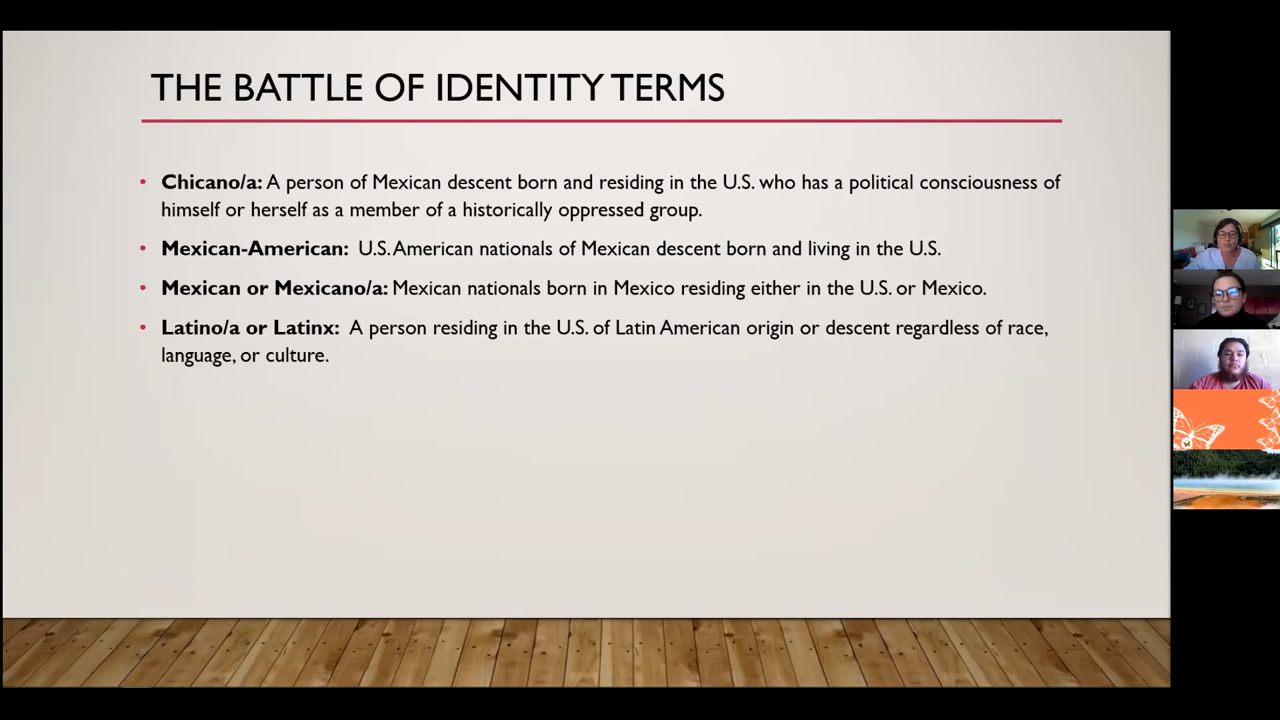 THE BATTLE OF IDENTITY TERMS
• Chicano/a: A person of Mexican descent born and residing in the U.S. who has a political consciousness of
himself or herself as a member of a historically oppressed group.
• Mexican-American: U.S. American nationals of Mexican descent born and living in the U.S.
• Mexican or Mexicano/a: Mexican nationals born in Mexico residing either in the U.S. or Mexico.
• Latino/a or Latinx: A person residing in the U.S. of Latin American origin or descent regardless of race,
language, or culture.